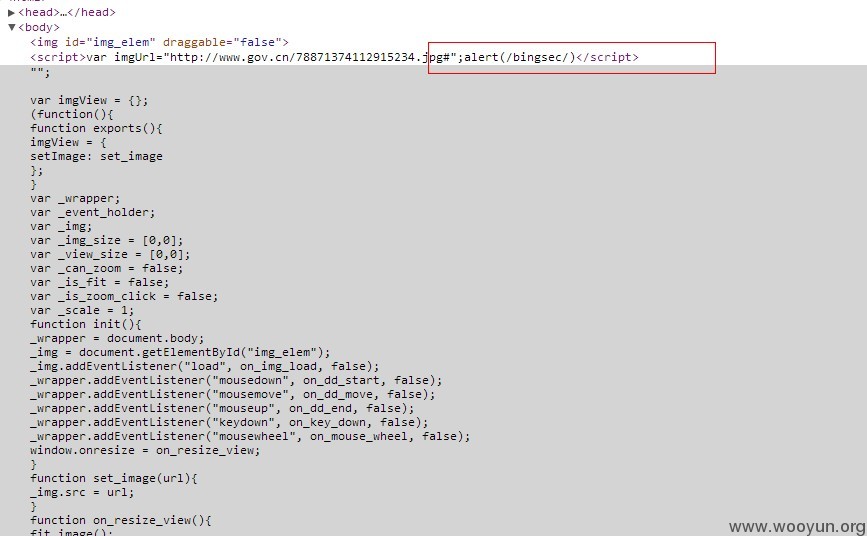 ▶<head>…</head>
▼<body>
<img id="img_elem" draggable="false">
<script>var imgUrl="http://www.gov.cn/78871374112915234.jpg#";alert(/bingsec/)</script>
"";
var imgView = {};
(function(){
function exports(){
imgView = {
setImage: set_image
};
}
var _wrapper;
var _event_holder;
var _img;
var _img_size = [0,0];
var _view_size = [0,0];
var _can_zoom = false;
var _is_fit = false;
var _is_zoom_click = false;
var _scale = 1;
function init(){
_wrapper = document.body;
_img = document.getElementById("img_elem");
_img.addEventListener("load", on_img_load, false);
_wrapper.addEventListener("mousedown", on_dd_start, false);
_wrapper.addEventListener("mousemove", on_dd_move, false);
_wrapper.addEventListener("mouseup", on_dd_end, false);
_wrapper.addEventListener("keydown", on_key_down, false);
_wrapper.addEventListener("mousewheel", on_mouse_wheel, false);
window.onresize = on_resize_view;
}
function set_image(url){
_img.src = url;
}
function on_resize_view(){
fit_image();
www.wooyun.org